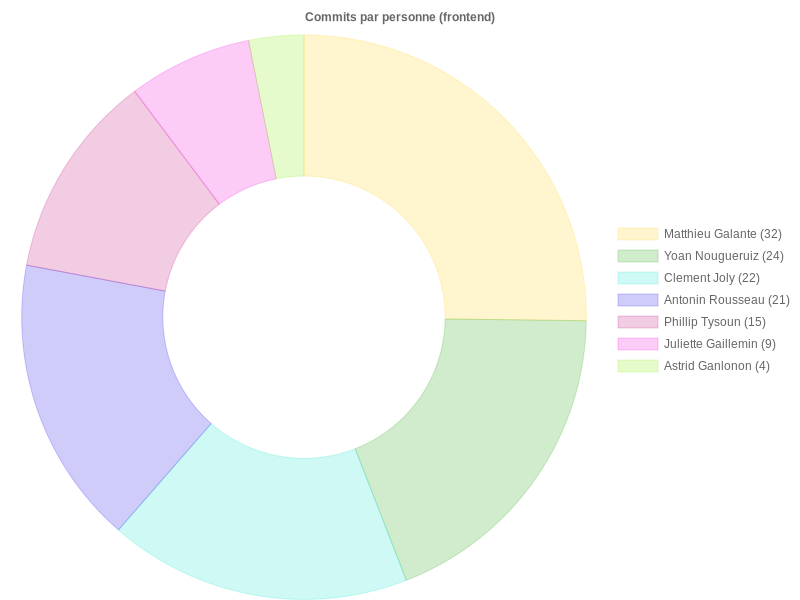 Commits par personne (frontend)
Matthieu Galante (32)
Yoan Nougueruiz (24)
Clement Joly (22)
Antonin Rousseau (21)
Phillip Tysoun (15)
Juliette Gaillemin (9)
Astrid Ganlonon (4)